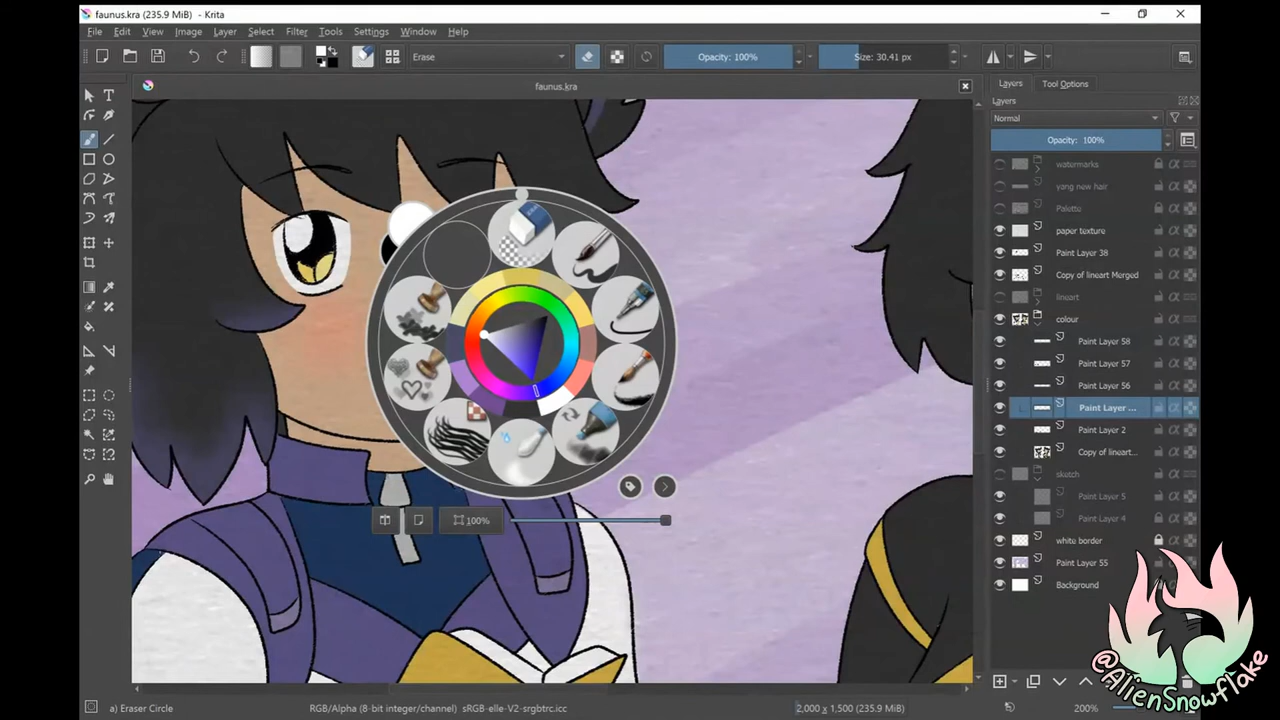 faunus.kra (235.9 MiB) - Krita
File Edit View Image Layer Select Filter Tools Settings Window Help
Erase Opacity: 100% Size: 30.41 px
faunus.kra
Layers Tool Options
Layers
Normal
Opacity: 100%
watermarks
yang new hair
Palette
paper texture
Paint Layer 38
Copy of lineart Merged
lineart
colour
Paint Layer 58
Paint Layer 57
Paint Layer 56
Paint Layer ...
Paint Layer 2
Copy of lineart...
sketch
Paint Layer 5
Paint Layer 4
white border
Paint Layer 55
Background
100%
@AlienSnowflake
a) Eraser Circle RGB/Alpha (8-bit integer/channel) sRGB-elle-V2-srgbtrc.icc 2,000 x 1,500 (235.9 MiB) 200%